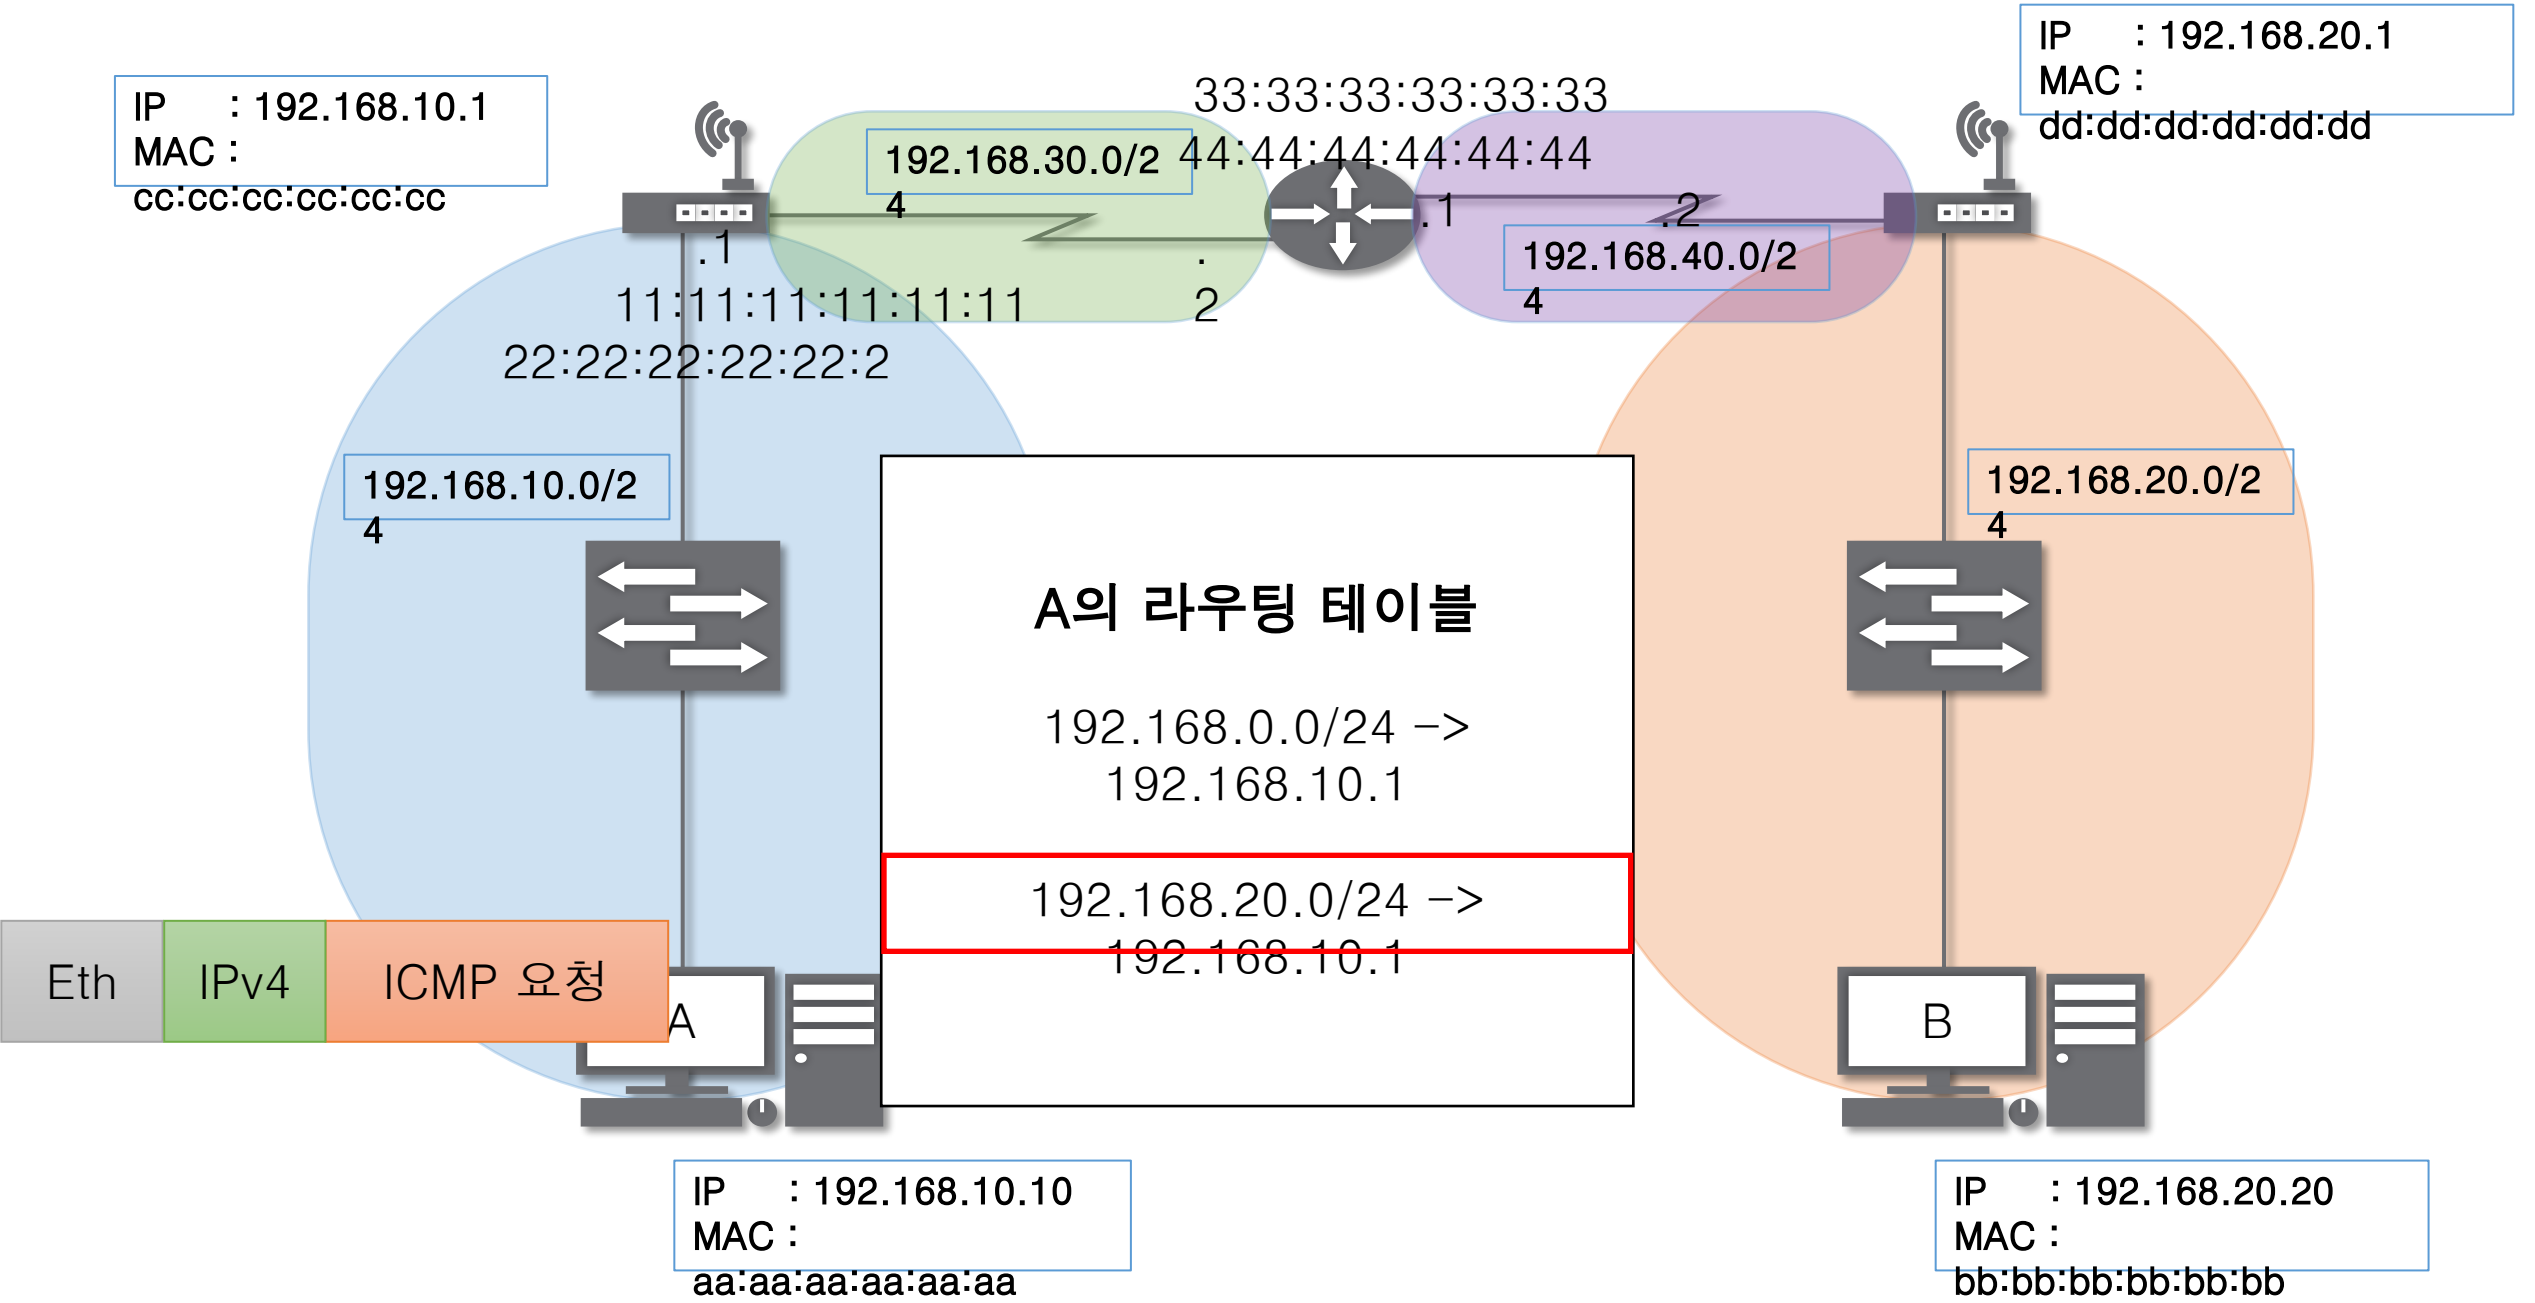 IP : 192.168.10.1
MAC :
cc:cc:cc:cc:cc:cc
192.168.30.0/2
4
33:33:33:33:33:33
44:44:44:44:44:44
IP : 192.168.20.1
MAC :
dd:dd:dd:dd:dd:dd
.1
11:11:11:11:11:11
22:22:22:22:22:2
.
2
.1
.2
192.168.40.0/2
4
192.168.10.0/2
4
192.168.20.0/2
4
A의 라우팅 테이블
192.168.0.0/24 ->
192.168.10.1
192.168.20.0/24 ->
192.168.10.1
Eth
IPv4
ICMP 요청
A
B
IP : 192.168.10.10
MAC :
aa:aa:aa:aa:aa:aa
IP : 192.168.20.20
MAC :
bb:bb:bb:bb:bb:bb